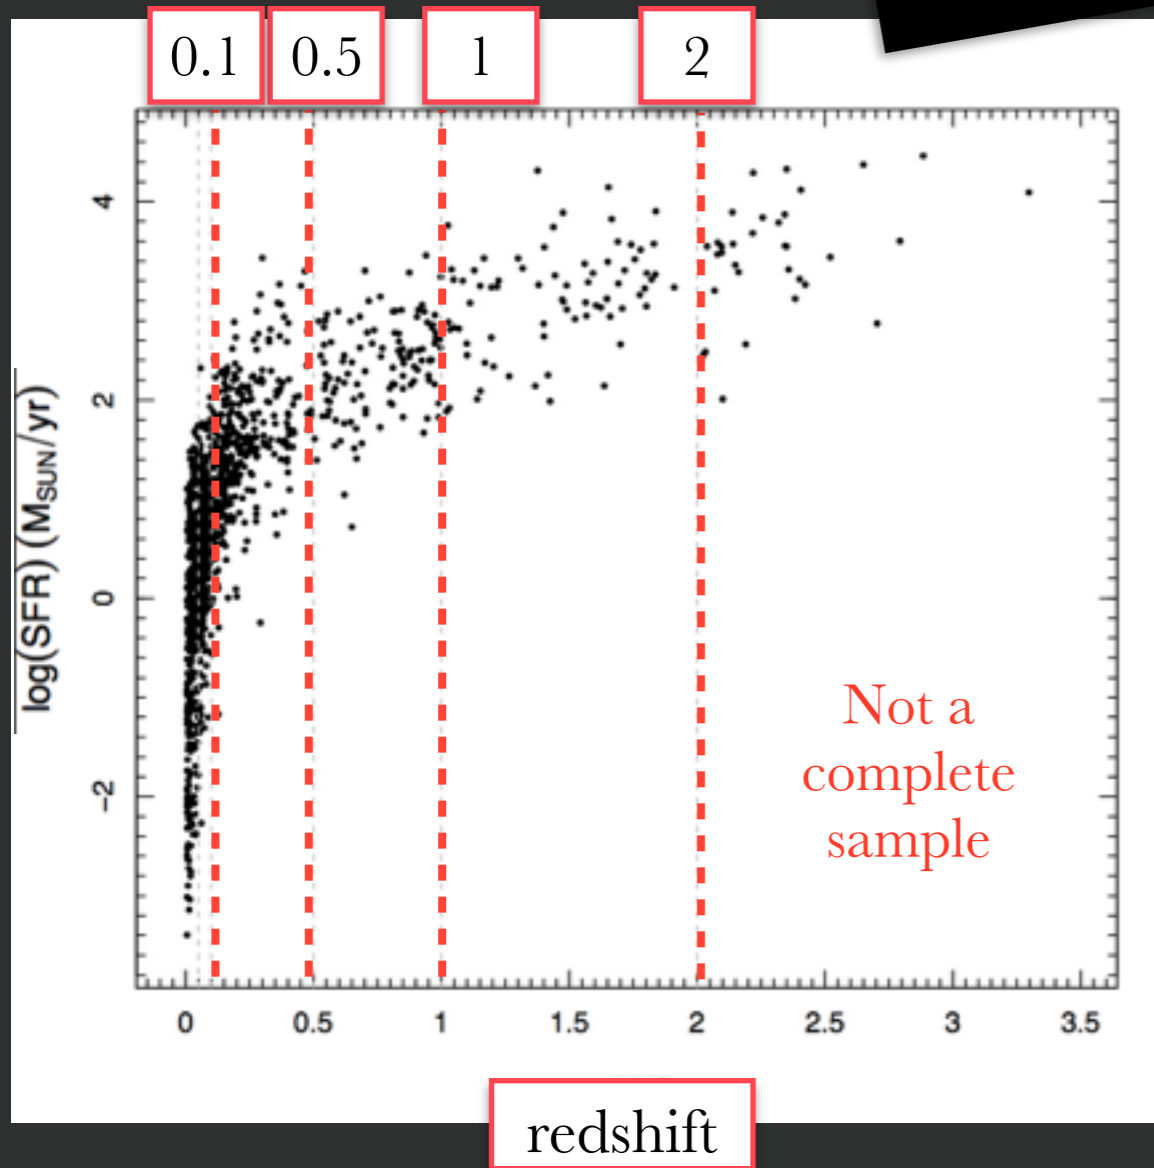 0.1 0.5 1 2
4
2
0
-2
log(SFR) (M_SUN/yr)
Not a
complete
sample
0 0.5 1 1.5 2 2.5 3 3.5
redshift